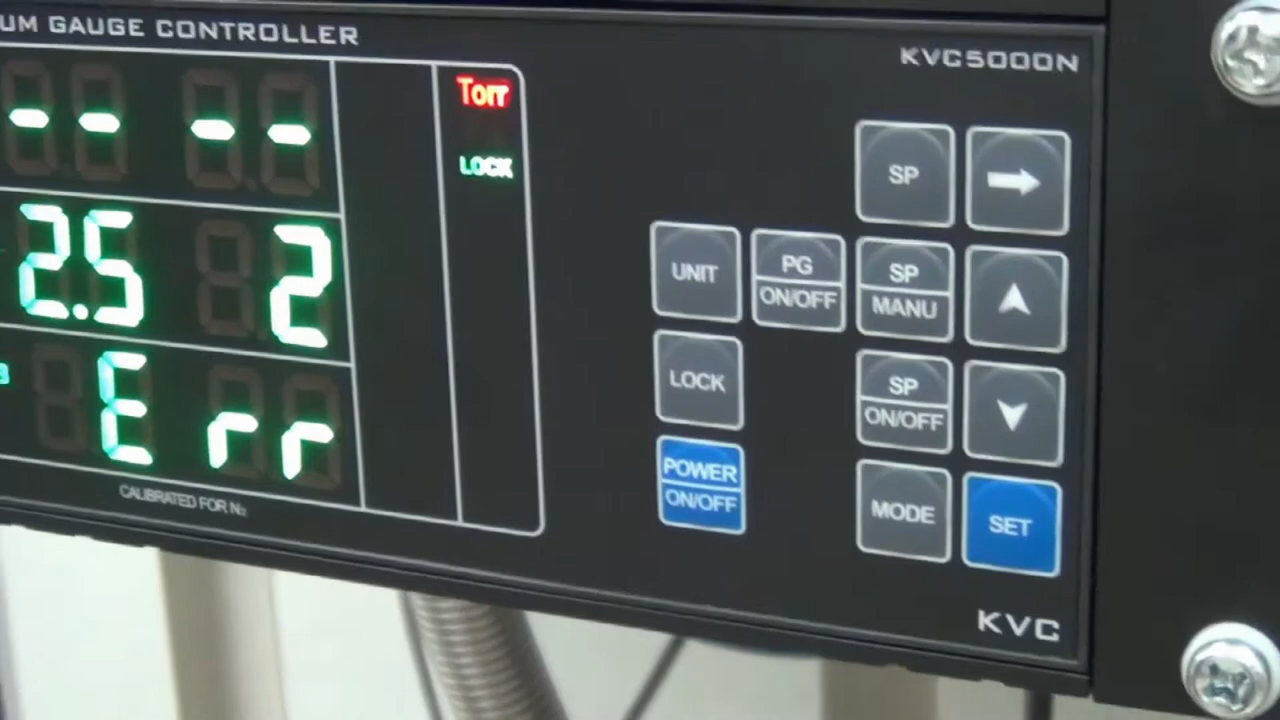 UM GAUGE CONTROLLER
KVC5000N
-- --
Torr
LOCK
2.5 2
Err
CALIBRATED FOR N₂
SP
UNIT
PG
ON/OFF
SP
MANU
LOCK
SP
ON/OFF
POWER
ON/OFF
MODE
SET
KVC